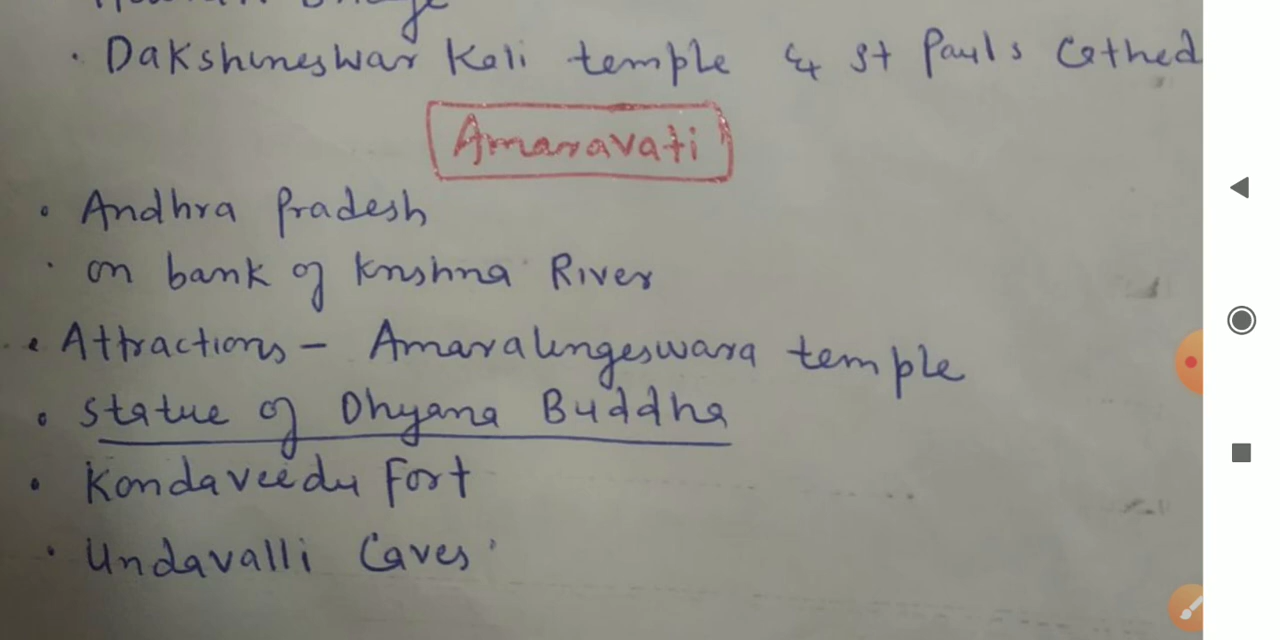 · Dakshineswar Kali temple & St Pauls Cathed
Amaravati
· Andhra Pradesh
· on bank of Krishna River
· Attractions - Amaralingeswara temple
· Statue of Dhyana Buddha
· Kondaveedu Fort
· Undavalli Caves